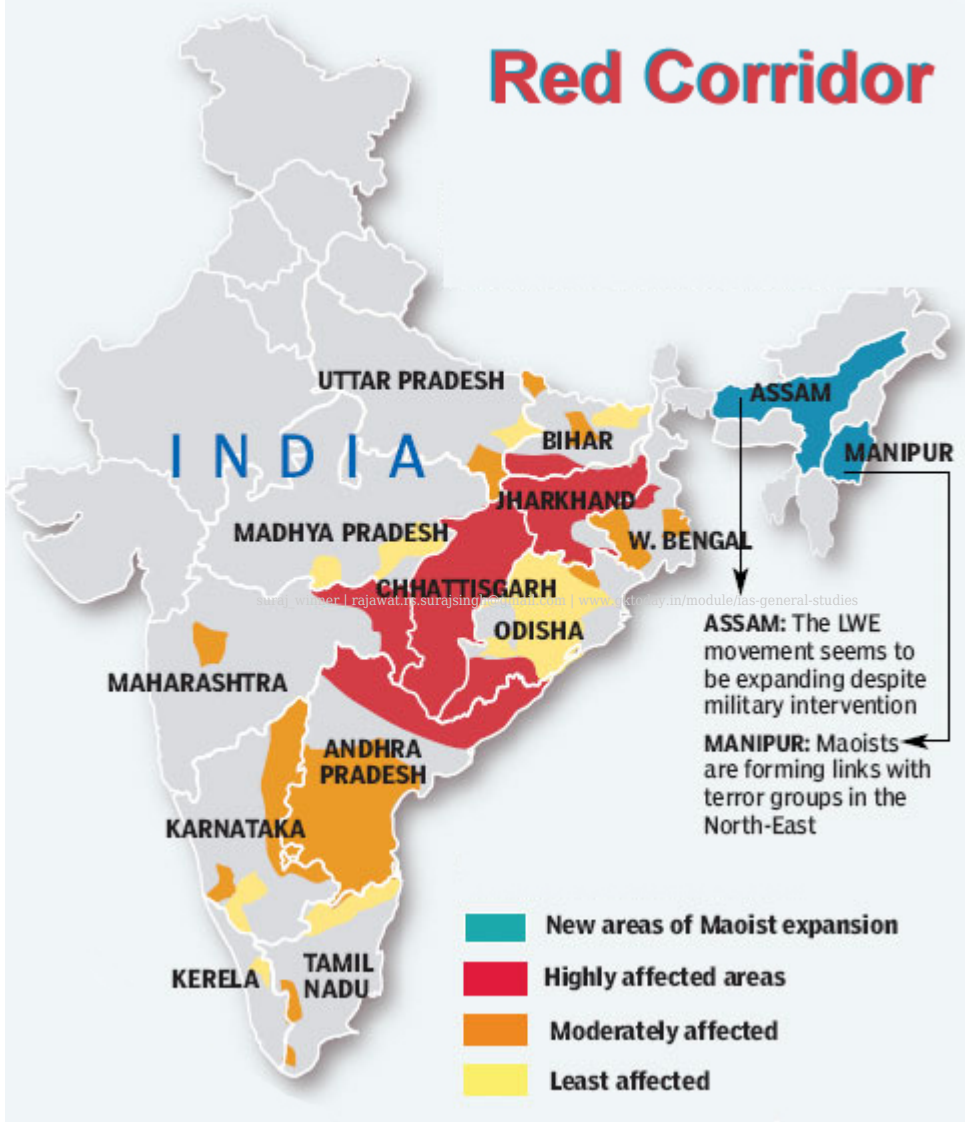 Red Corridor
UTTAR PRADESH
ASSAM
BIHAR
INDIA
MANIPUR
JHARKHAND
MADHYA PRADESH
W. BENGAL
CHHATTISGARH
ODISHA
ASSAM: The LWE
movement seems to
be expanding despite
military intervention
MAHARASHTRA
MANIPUR: Maoists
are forming links with
terror groups in the
North-East
ANDHRA
PRADESH
KARNATAKA
New areas of Maoist expansion
KERELA
TAMIL
NADU
Highly affected areas
Moderately affected
Least affected